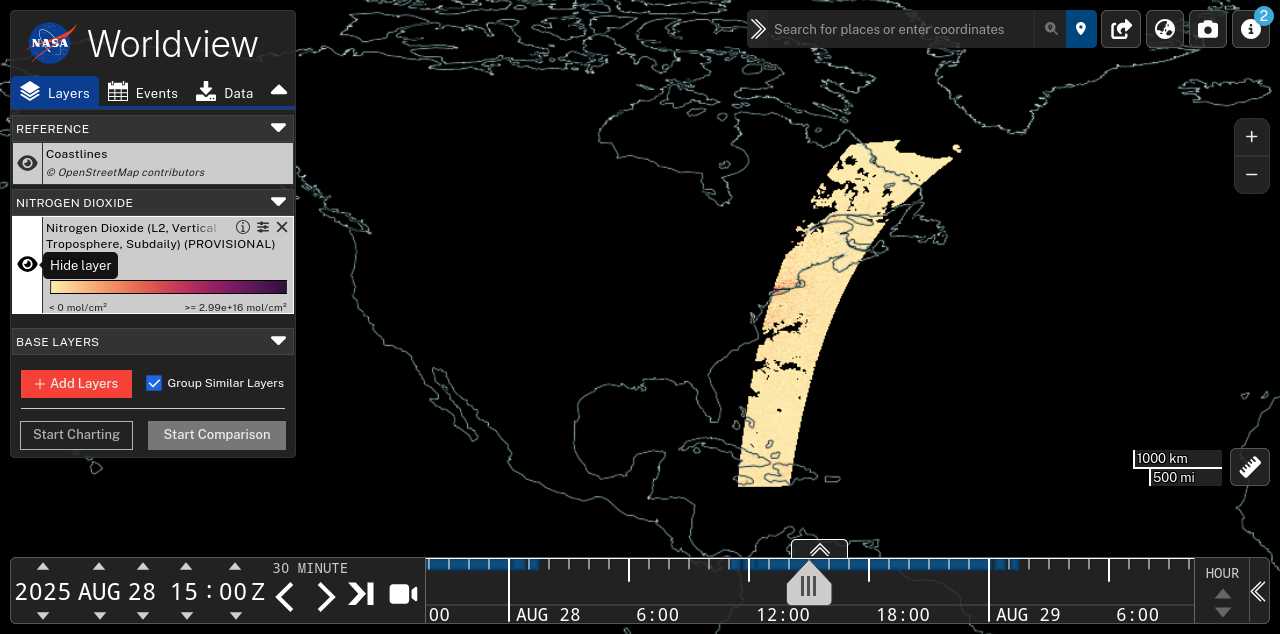 NASA
Worldview
Layers
Events
Data
REFERENCE
Coastlines
© OpenStreetMap contributors
NITROGEN DIOXIDE
Nitrogen Dioxide (L2, Vertical
Troposphere, Subdaily) (PROVISIONAL)
Hide layer
< 0 mol/cm²
>= 2.99e+16 mol/cm²
BASE LAYERS
+ Add Layers
Group Similar Layers
Start Charting
Start Comparison
Search for places or enter coordinates
2
+
−
1000 km
500 mi
2025 AUG 28 15 : 00 Z
30 MINUTE
00
AUG 28
6:00
12:00
18:00
AUG 29
6:00
HOUR